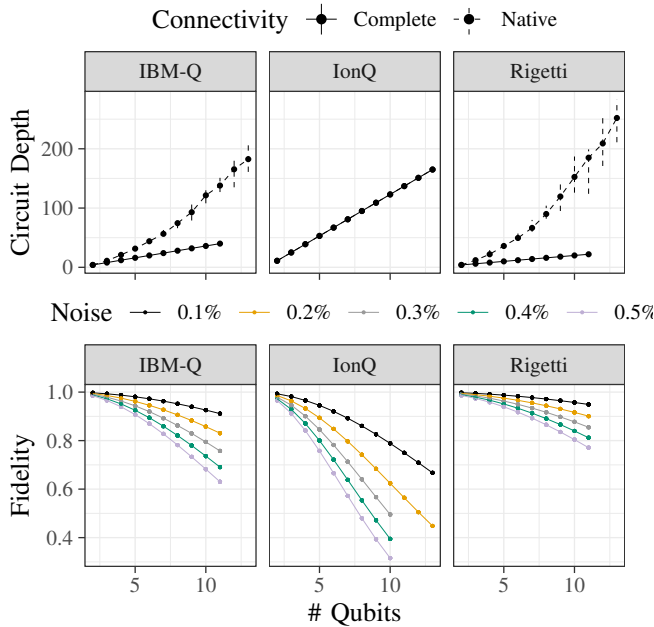 Connectivity Complete Native
IBM-Q IonQ Rigetti
Circuit Depth
200
100
0
Noise 0.1% 0.2% 0.3% 0.4% 0.5%
IBM-Q IonQ Rigetti
Fidelity
1.0
0.8
0.6
0.4
5 10 5 10 5 10
# Qubits